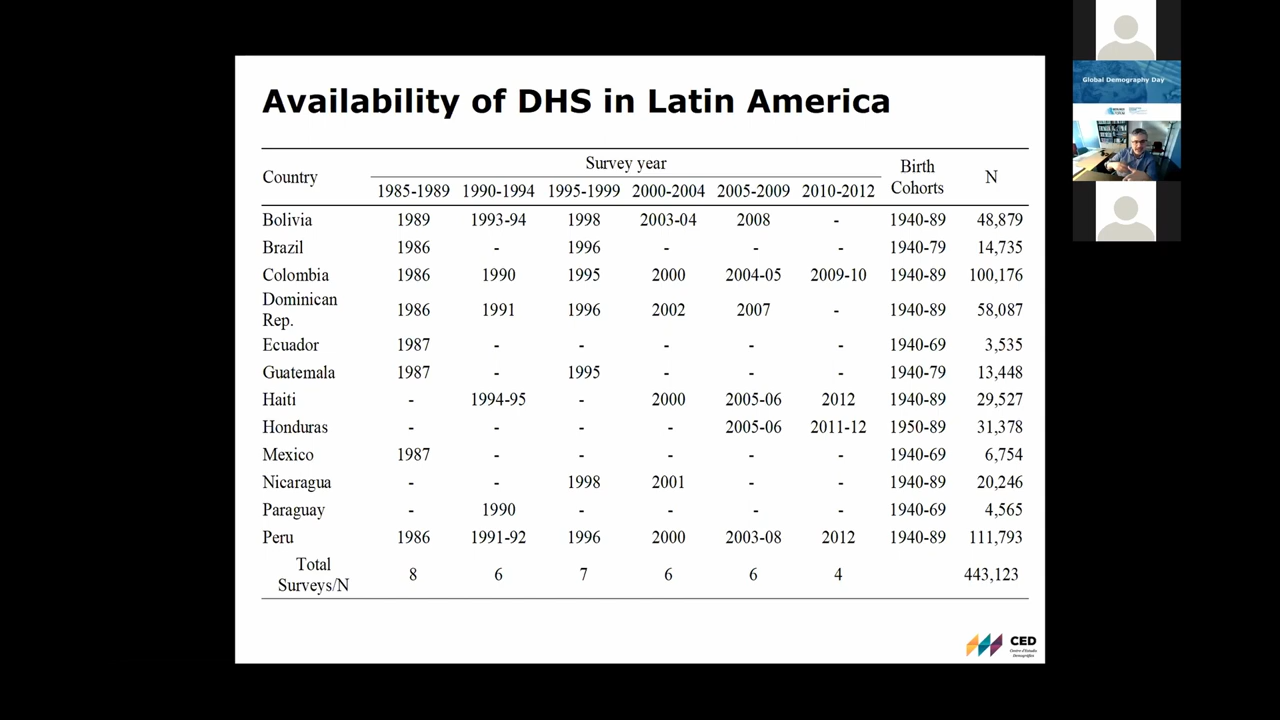 Availability of DHS in Latin America
Survey year
Country 1985-1989 1990-1994 1995-1999 2000-2004 2005-2009 2010-2012 Birth Cohorts N
Bolivia 1989 1993-94 1998 2003-04 2008 - 1940-89 48,879
Brazil 1986 - 1996 - - - 1940-79 14,735
Colombia 1986 1990 1995 2000 2004-05 2009-10 1940-89 100,176
Dominican Rep. 1986 1991 1996 2002 2007 - 1940-89 58,087
Ecuador 1987 - - - - - 1940-69 3,535
Guatemala 1987 - 1995 - - - 1940-79 13,448
Haiti - 1994-95 - 2000 2005-06 2012 1940-89 29,527
Honduras - - - - 2005-06 2011-12 1950-89 31,378
Mexico 1987 - - - - - 1940-69 6,754
Nicaragua - - 1998 2001 - - 1940-89 20,246
Paraguay - 1990 - - - - 1940-69 4,565
Peru 1986 1991-92 1996 2000 2003-08 2012 1940-89 111,793
Total Surveys/N 8 6 7 6 6 4 443,123
CED
Centre d'Estudis
Demogràfics
Global Demography Day